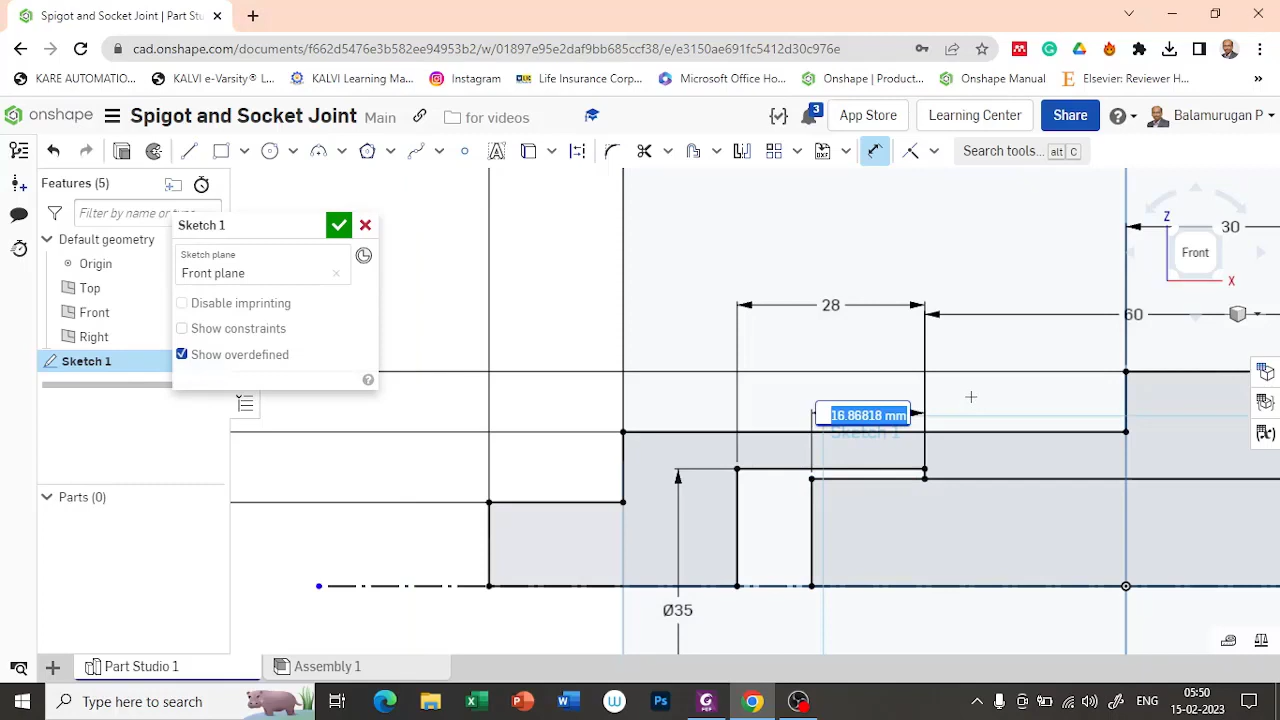 Spigot and Socket Joint | Part Stu
cad.onshape.com/documents/f662d5476e3b582ee94953b2/w/01897e95e2daf9bb685ccf38/e/e3150ae691fc5412d30c976e
KARE AUTOMATIO...
KALVI e-Varsity® L...
KALVI Learning Ma...
Instagram
Life Insurance Corp...
Microsoft Office Ho...
Onshape | Product...
Onshape Manual
Elsevier: Reviewer H...
»
onshape
Spigot and Socket Joint
Main
for videos
3
App Store
Learning Center
Share
Balamurugan P
Search tools...
alt
C
Features (5)
Filter by name or type...
Default geometry
Origin
Top
Front
Right
Sketch 1
Sketch 1
Sketch plane
Front plane
Disable imprinting
Show constraints
Show overdefined
Parts (0)
30
Z
Front
X
28
60
16.86818 mm
Sketch 1
Ø35
Part Studio 1
Assembly 1
Type here to search
ENG
05:50
15-02-2023